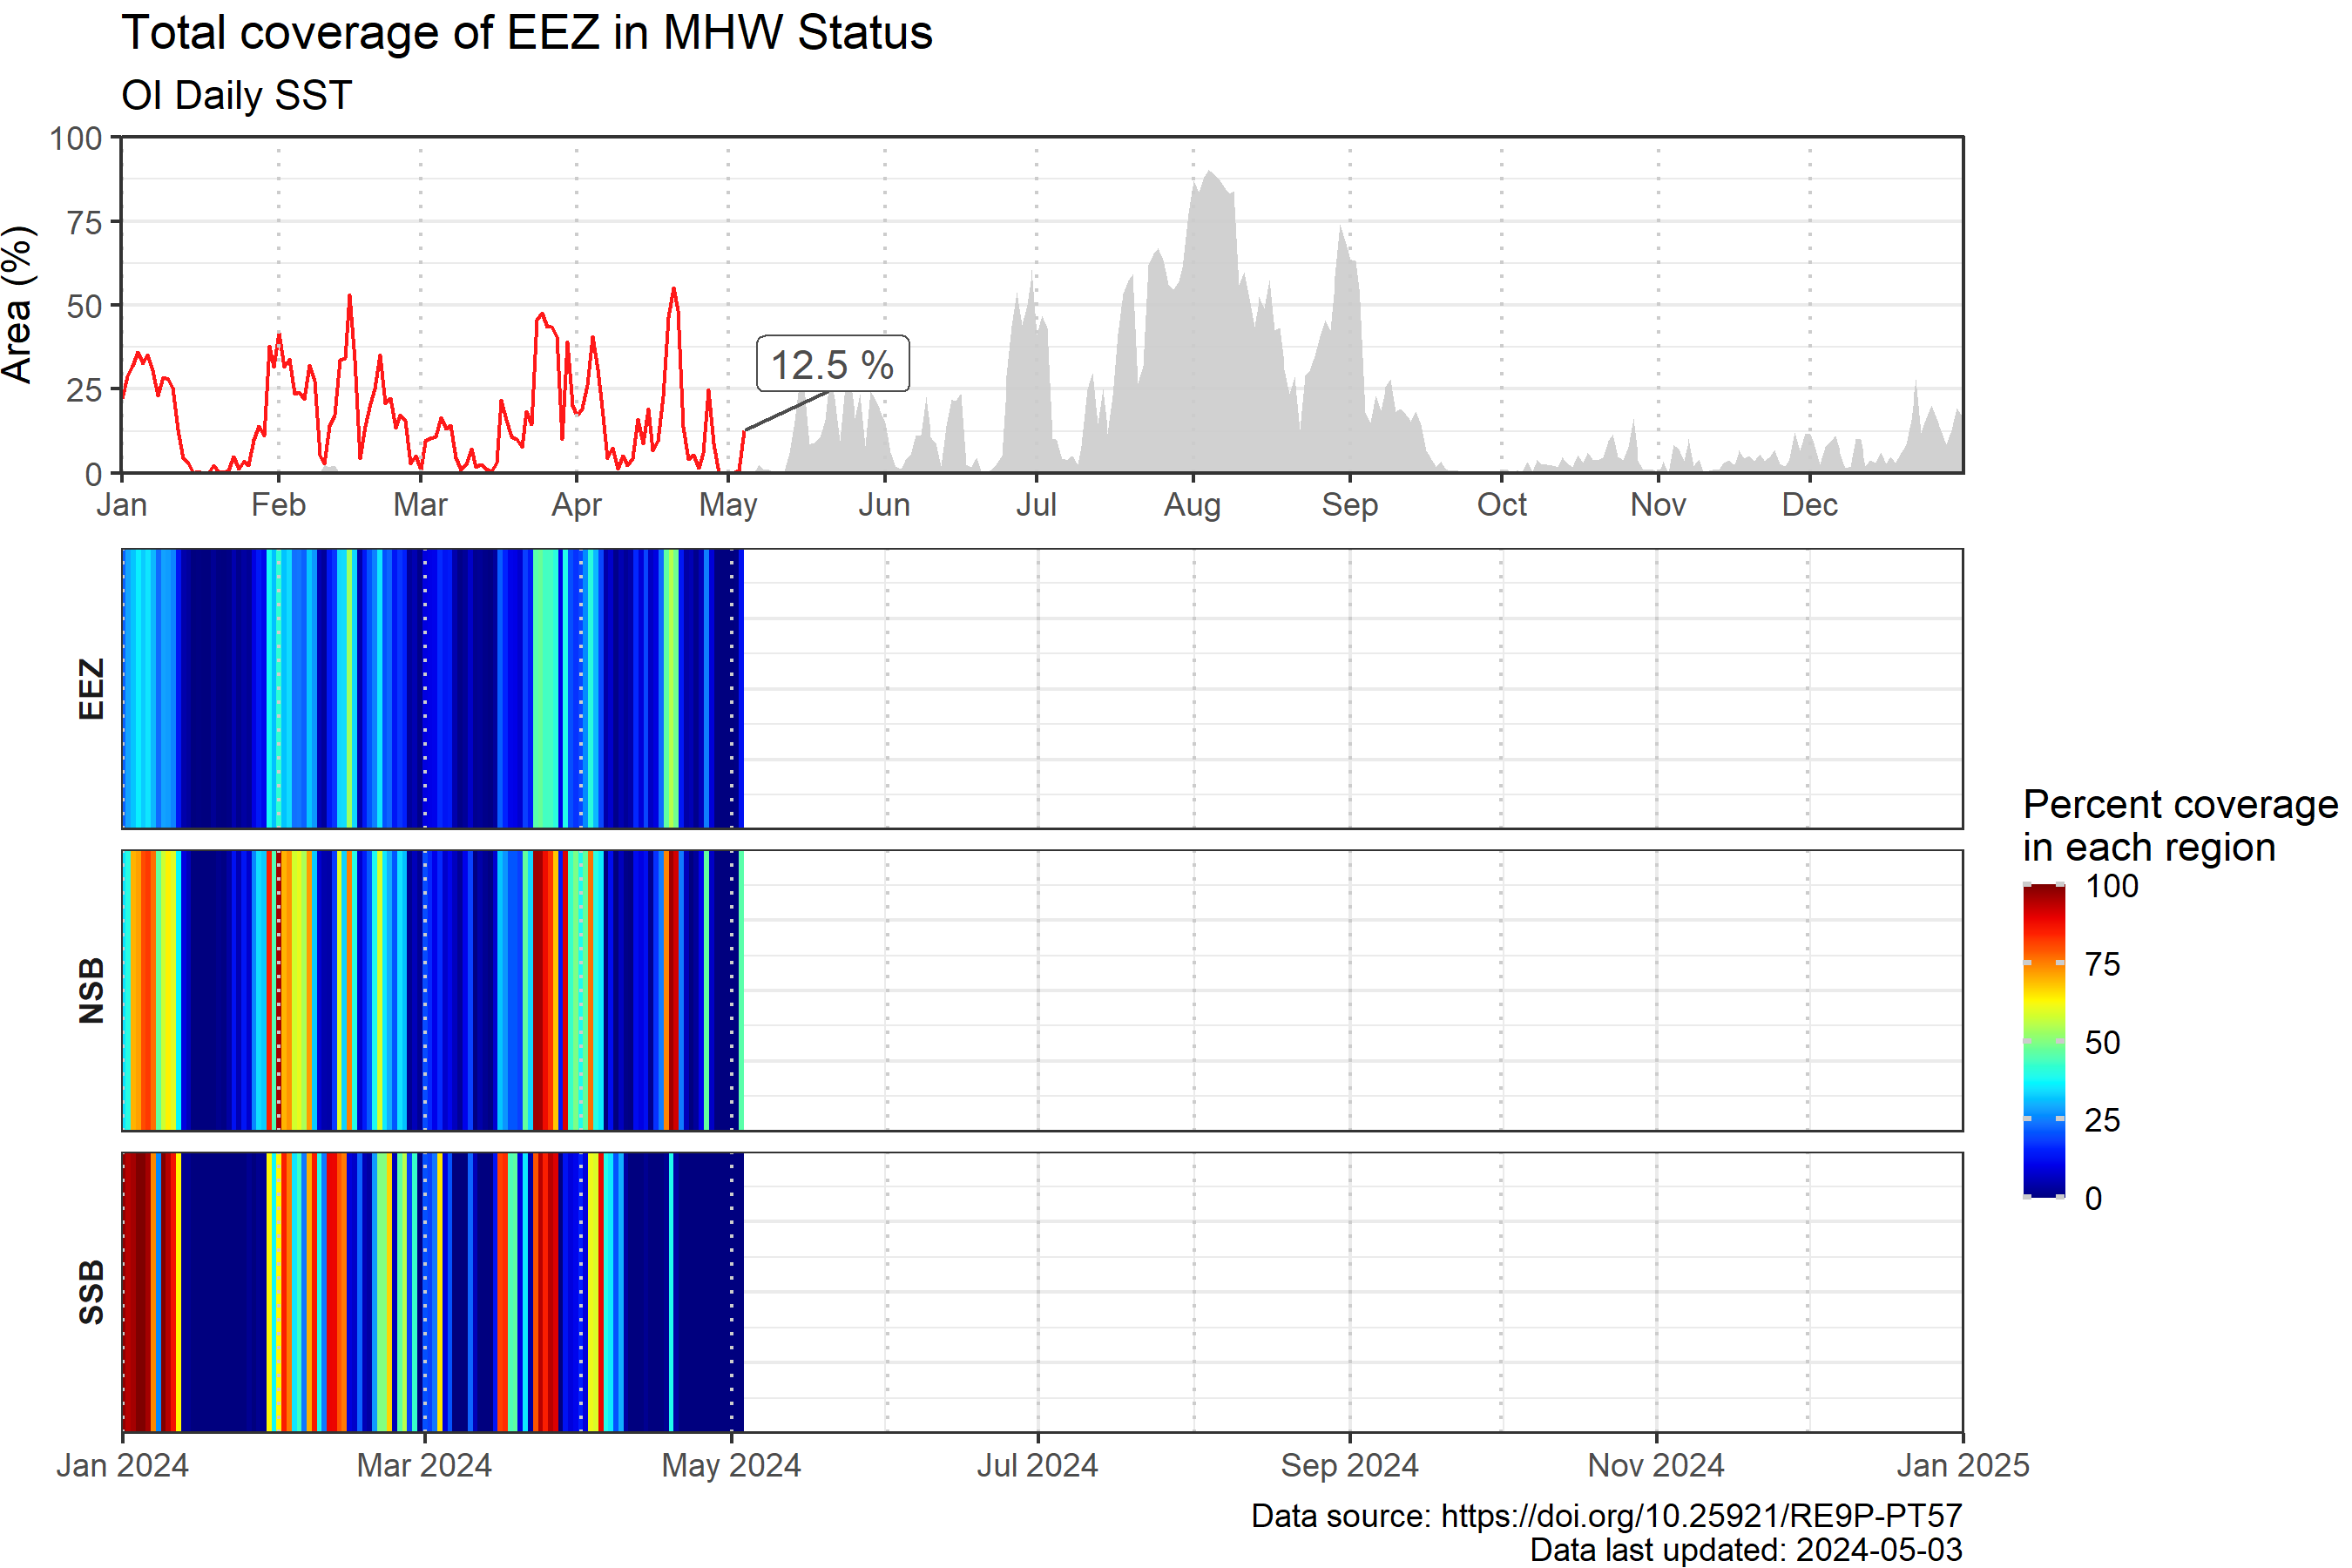 Total coverage of EEZ in MHW Status
OI Daily SST
Area (%)
100
75
50
25
0
12.5 %
Jan Feb Mar Apr May Jun Jul Aug Sep Oct Nov Dec
EEZ
NSB
SSB
Percent coverage
in each region
100
75
50
25
0
Jan 2024 Mar 2024 May 2024 Jul 2024 Sep 2024 Nov 2024 Jan 2025
Data source: https://doi.org/10.25921/RE9P-PT57
Data last updated: 2024-05-03